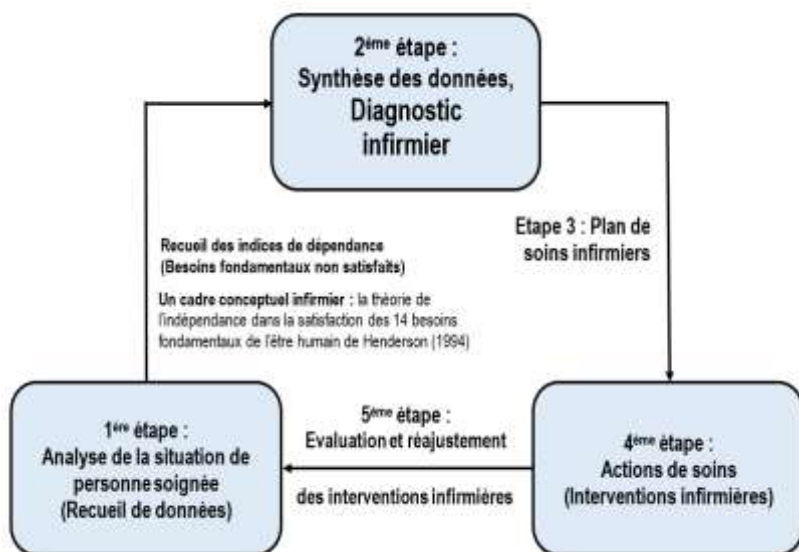 2ème étape :
Synthèse des données,
Diagnostic
infirmier
Etape 3 : Plan de
soins infirmiers
Recueil des indices de dépendance
(Besoins fondamentaux non satisfaits)
Un cadre conceptuel infirmier : la théorie de
l'indépendance dans la satisfaction des 14 besoins
fondamentaux de l'être humain de Henderson (1994)
1ère étape :
Analyse de la situation de
personne soignée
(Recueil de données)
5ème étape :
Evaluation et réajustement
des interventions infirmières
4ème étape :
Actions de soins
(Interventions infirmières)